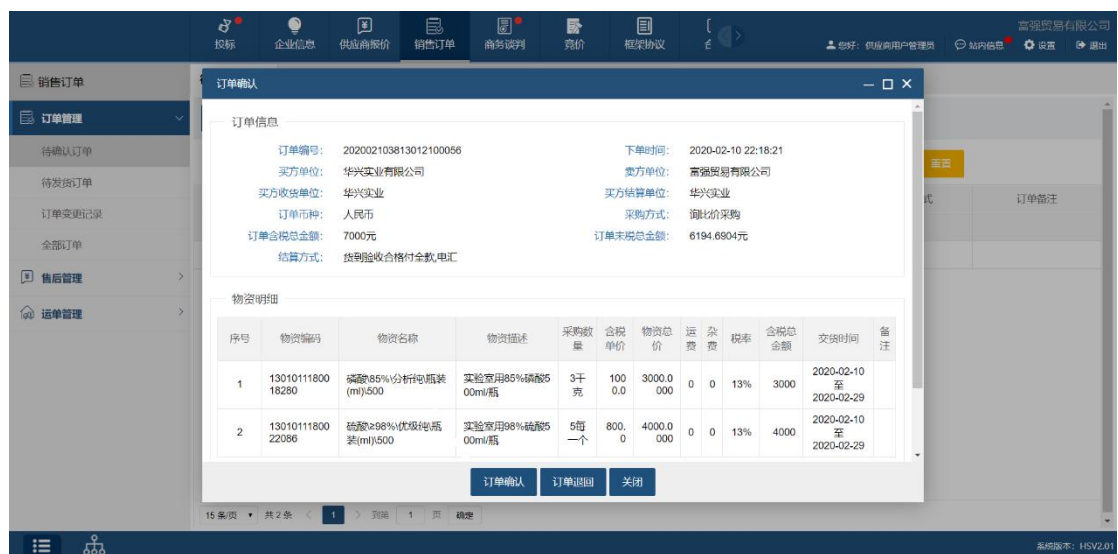 富强贸易有限公司
投标
企业信息
供应商报价
销售订单
商务谈判
竞价
框架协议
您好: 供应商用户管理员
站内信息
设置
退出
销售订单
订单管理
待确认订单
待发货订单
订单变更记录
全部订单
售后管理
运单管理
重置
式
订单备注
订单确认
订单信息
订单编号: 202002103813012100056 下单时间: 2020-02-10 22:18:21
买方单位: 华兴实业有限公司 卖方单位: 富强贸易有限公司
买方收货单位: 华兴实业 买方结算单位: 华兴实业
订单币种: 人民币 采购方式: 询比价采购
订单含税总金额: 7000元 订单未税总金额: 6194.6904元
结算方式: 货到验收合格付全款,电汇
物资明细
序号 物资编码 物资名称 物资描述 采购数量 含税单价 物资总价 运费 杂费 税率 含税总金额 交货时间 备注
1 1301011180018280 磷酸\85%\分析纯\瓶装(ml)\500 实验室用85%磷酸500ml/瓶 3千克 1000.0 3000.0000 0 0 13% 3000 2020-02-10至2020-02-29
2 1301011180022086 硫酸\≥98%\优级纯\瓶装(ml)\500 实验室用98%硫酸500ml/瓶 5每一个 800.0 4000.0000 0 0 13% 4000 2020-02-10至2020-02-29
订单确认 订单退回 关闭
15 条/页 共 2 条 1 到第 1 页 确定
系统版本: HSV2.01